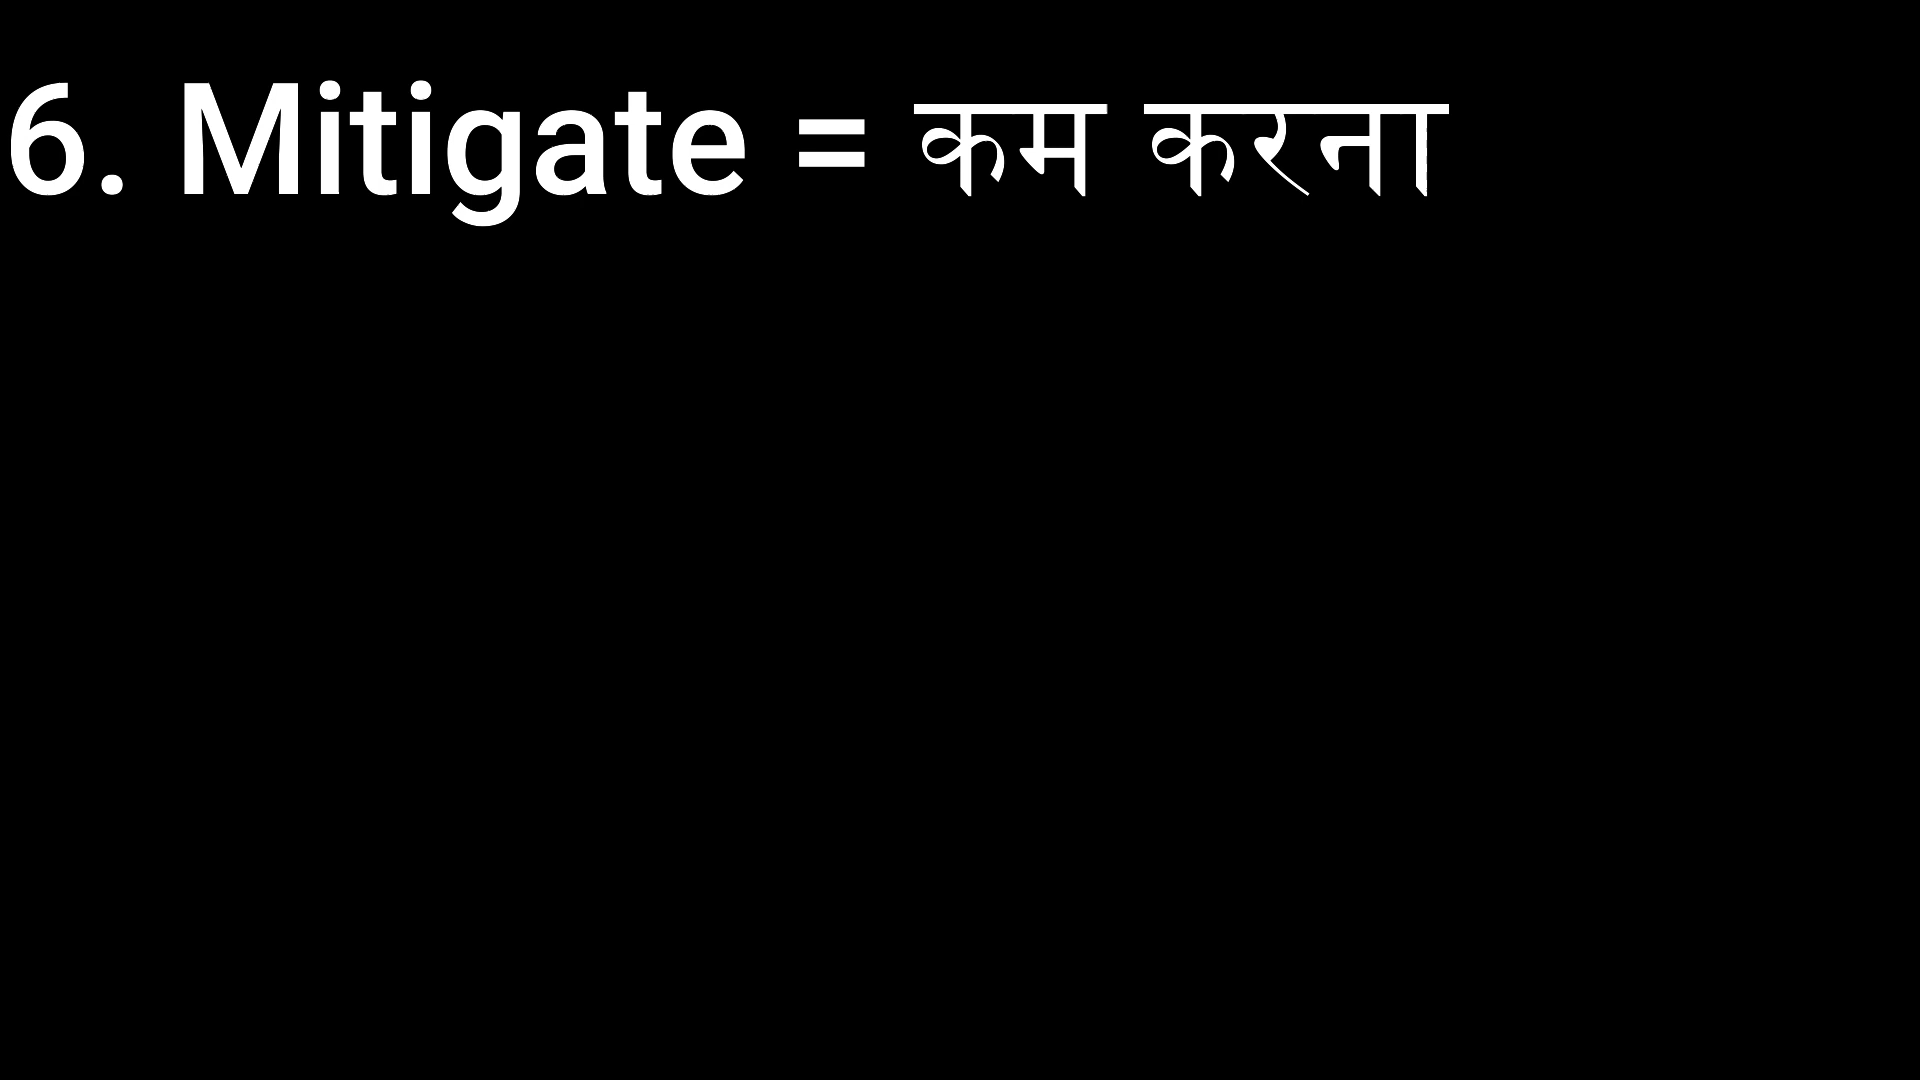 6. Mitigate = कम करना